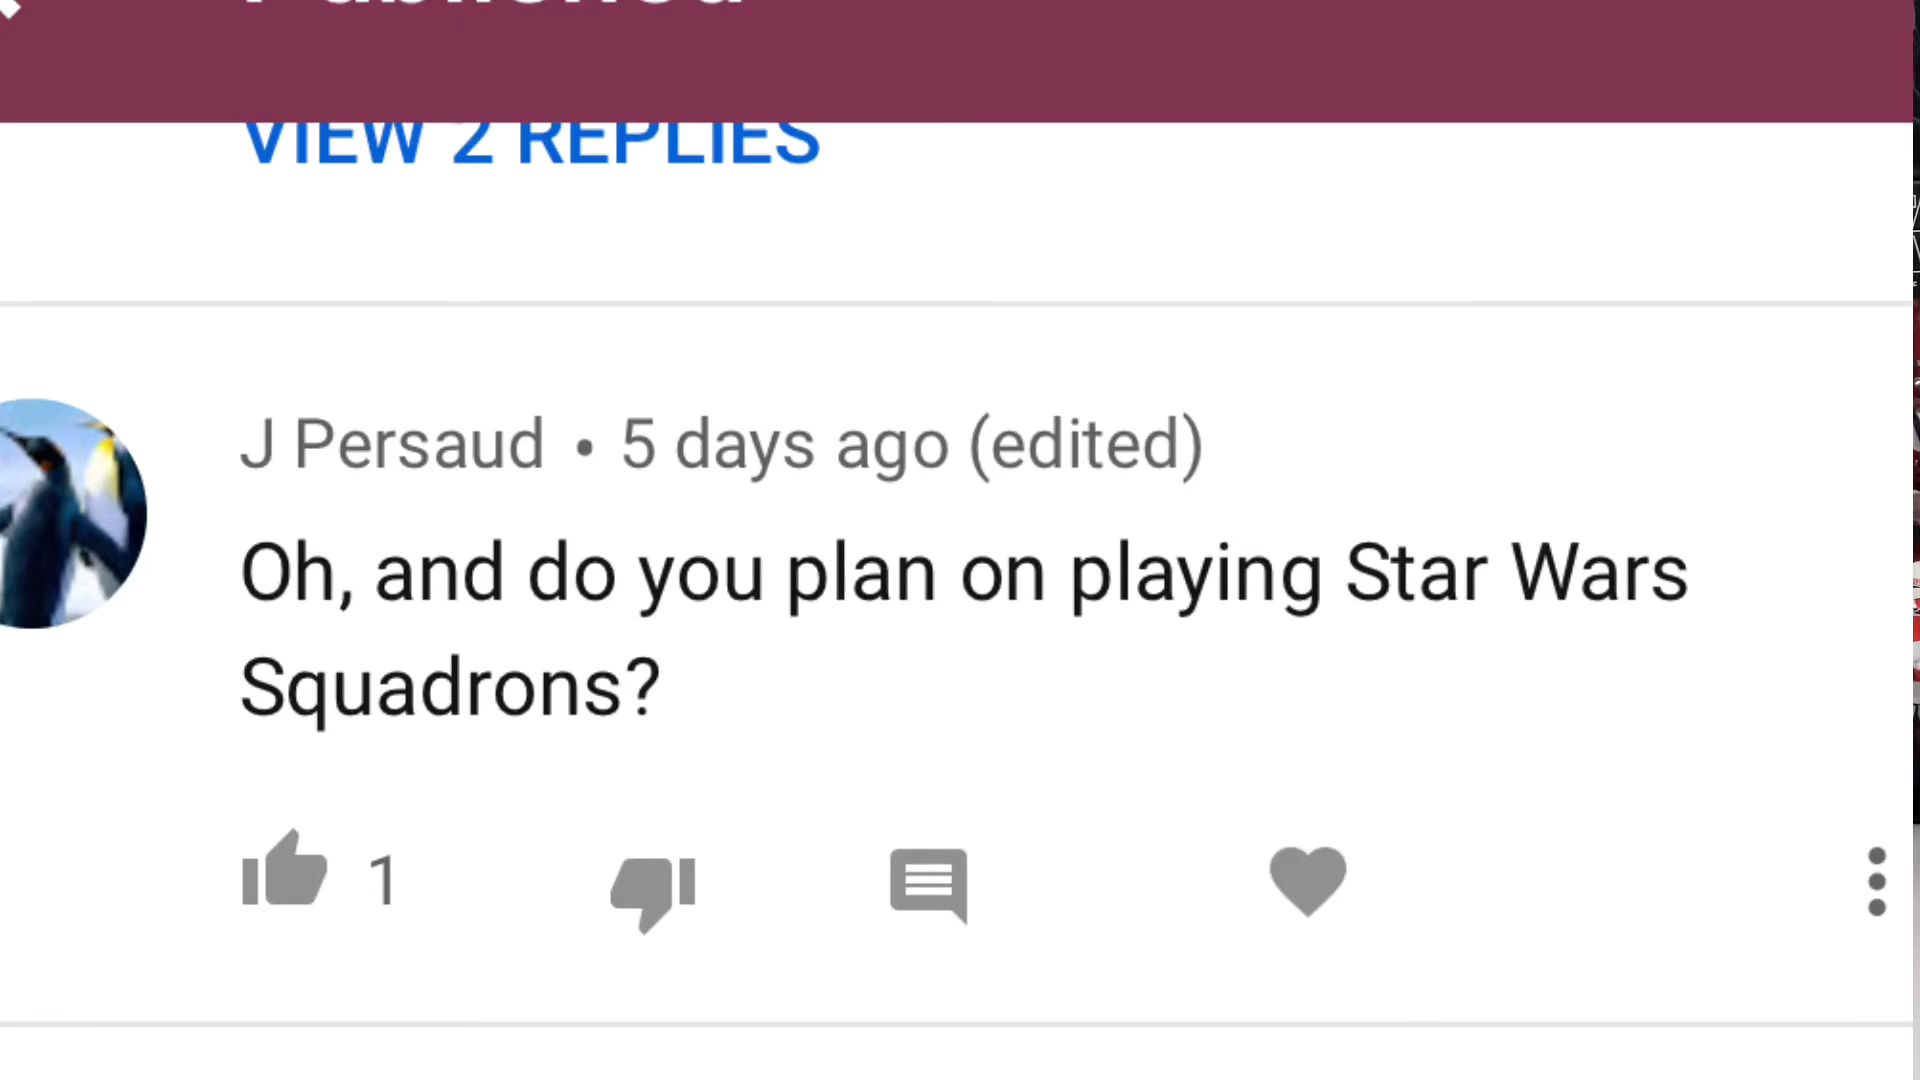 Published
VIEW 2 REPLIES
J Persaud • 5 days ago (edited)
Oh, and do you plan on playing Star Wars
Squadrons?
1